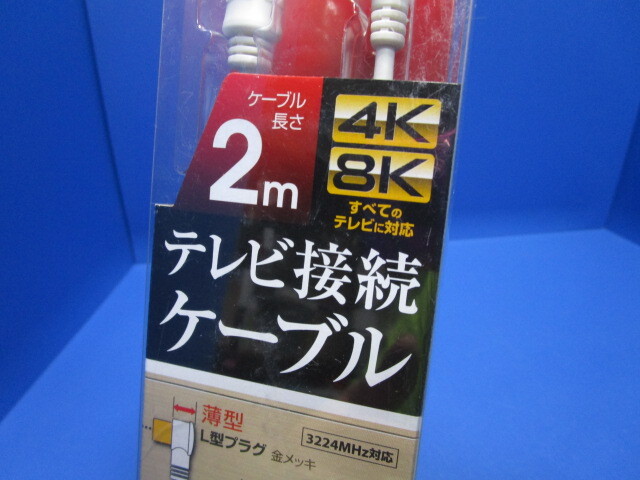 ケーブル
長さ
2m
4K
8K
すべての
テレビに対応
テレビ接続
ケーブル
薄型
L型プラグ 金メッキ
3224MHz対応